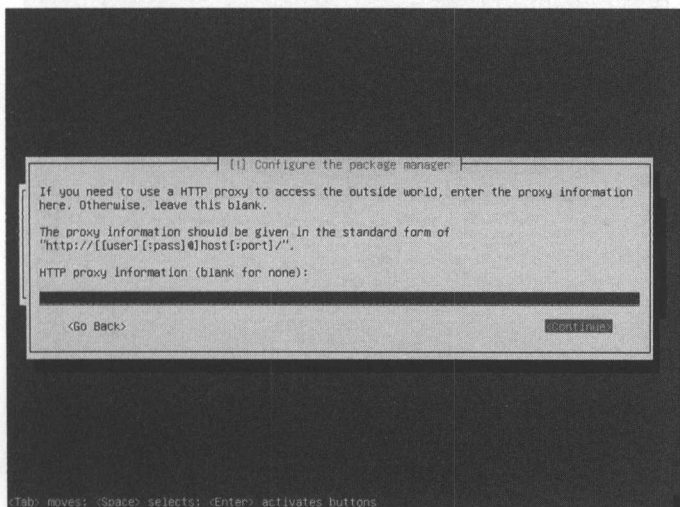 [!] Configure the package manager
If you need to use a HTTP proxy to access the outside world, enter the proxy information
here. Otherwise, leave this blank.
The proxy information should be given in the standard form of
"http://[[user][:pass]@]host[:port]/".
HTTP proxy information (blank for none):
<Go Back>
<Continue>
<Tab> moves; <Space> selects; <Enter> activates buttons